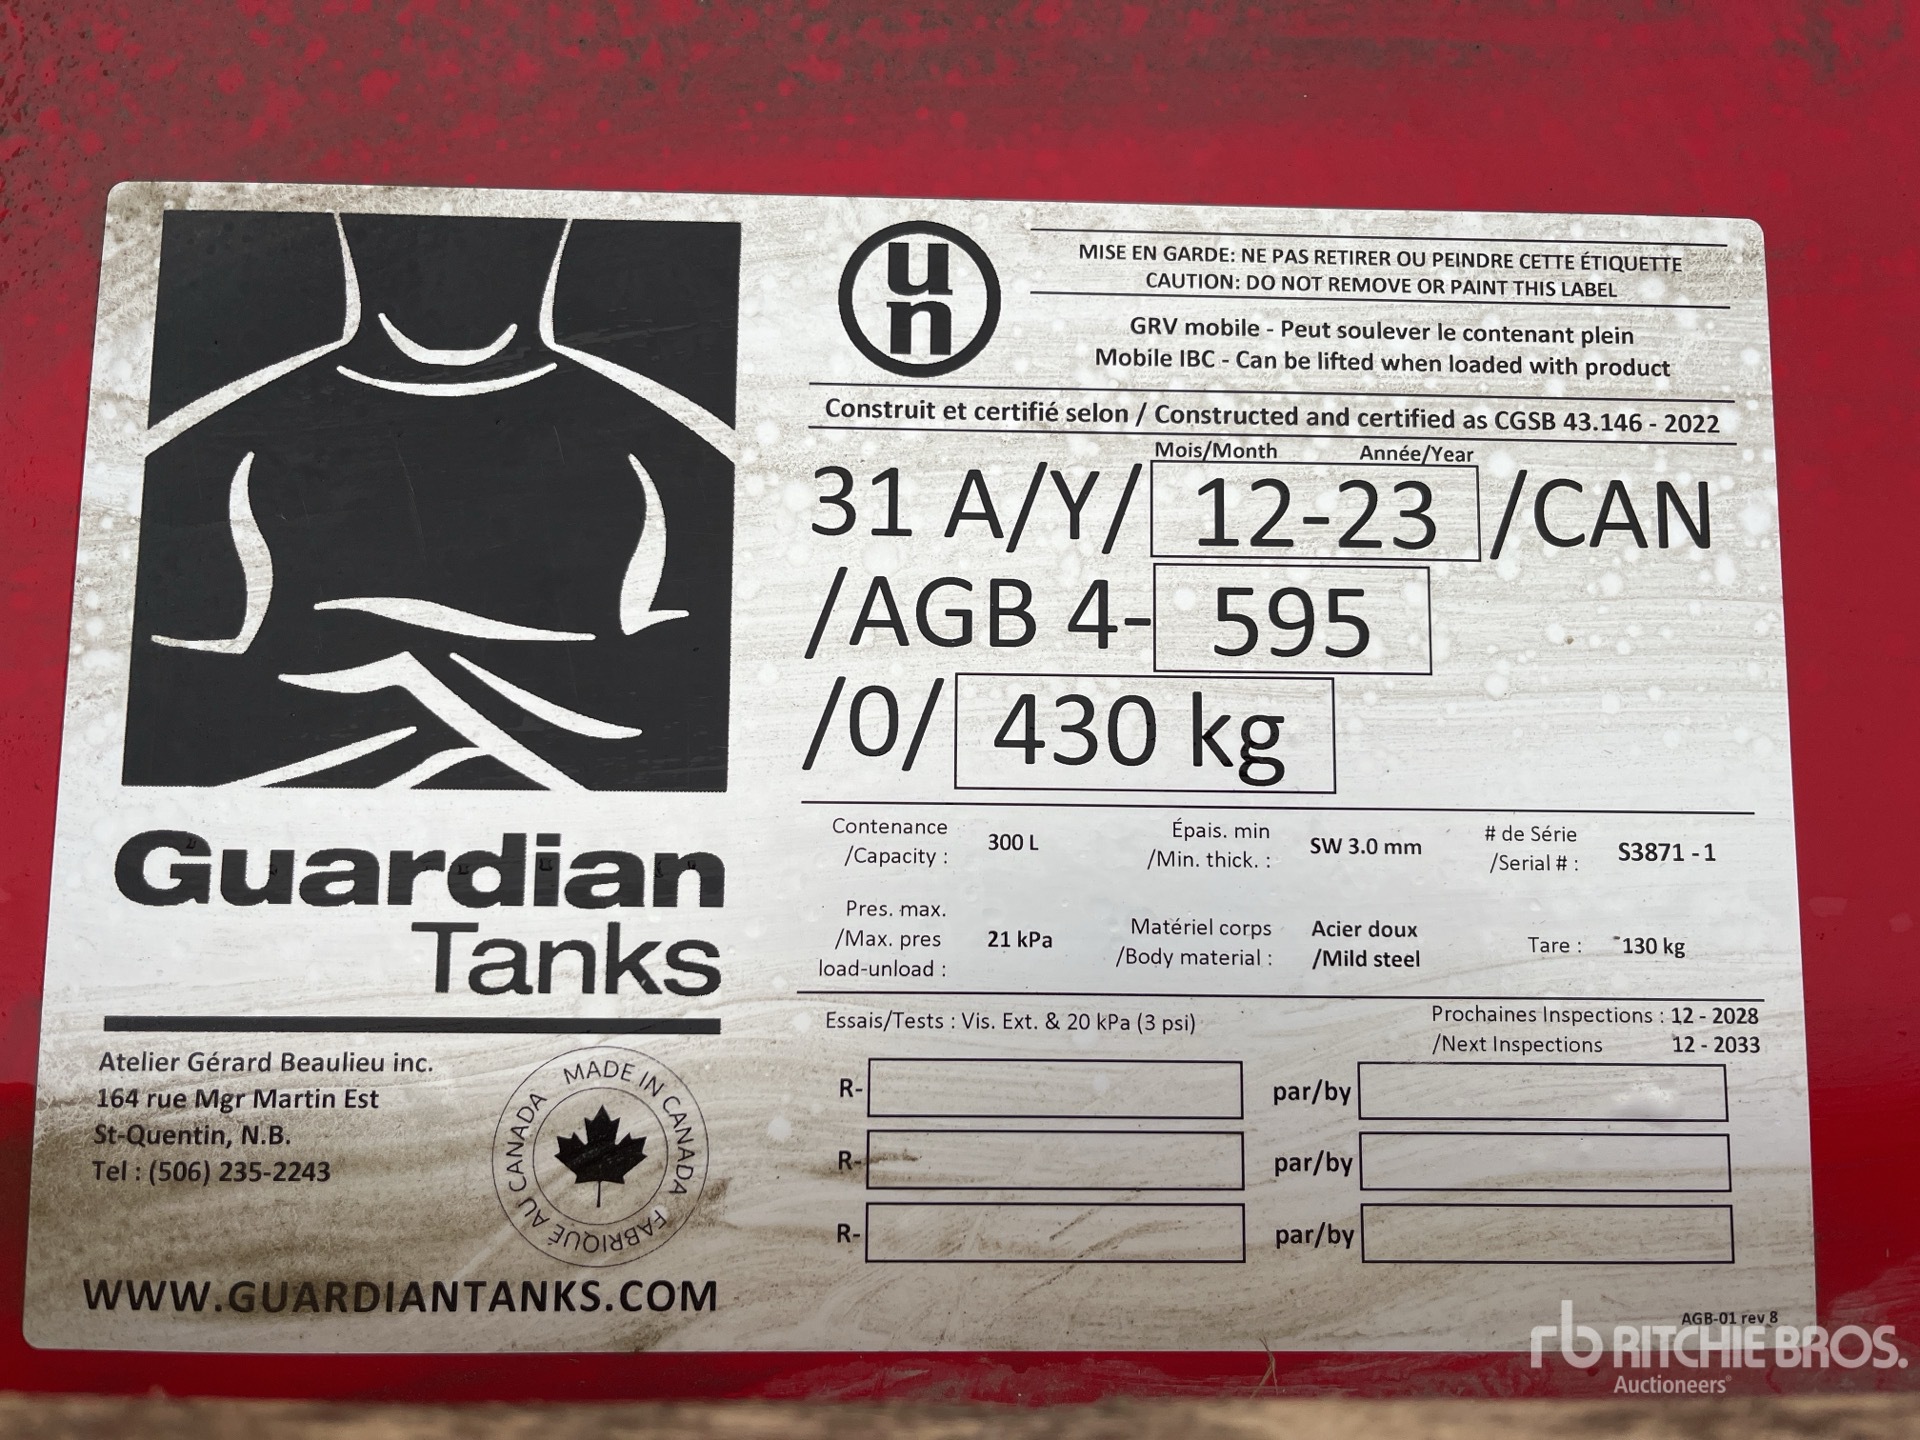 un
MISE EN GARDE: NE PAS RETIRER OU PEINDRE CETTE ÉTIQUETTE
CAUTION: DO NOT REMOVE OR PAINT THIS LABEL
GRV mobile - Peut soulever le contenant plein
Mobile IBC - Can be lifted when loaded with product
Construit et certifié selon / Constructed and certified as CGSB 43.146 - 2022
Mois/Month Année/Year
31 A/Y/ 12-23 /CAN
/AGB 4- 595
/0/ 430 kg
Contenance /Capacity : 300 L
Épais. min /Min. thick. : SW 3.0 mm
# de Série /Serial # : S3871 - 1
Pres. max. /Max. pres load-unload : 21 kPa
Matériel corps /Body material : Acier doux /Mild steel
Tare : 130 kg
Essais/Tests : Vis. Ext. & 20 kPa (3 psi)
Prochaines Inspections : 12 - 2028
/Next Inspections 12 - 2033
R- par/by
R- par/by
R- par/by
AGB-01 rev 8
Guardian
Tanks
Atelier Gérard Beaulieu inc.
164 rue Mgr Martin Est
St-Quentin, N.B.
Tel : (506) 235-2243
MADE IN CANADA FABRIQUÉ AU CANADA
WWW.GUARDIANTANKS.COM
rb RITCHIE BROS.
Auctioneers